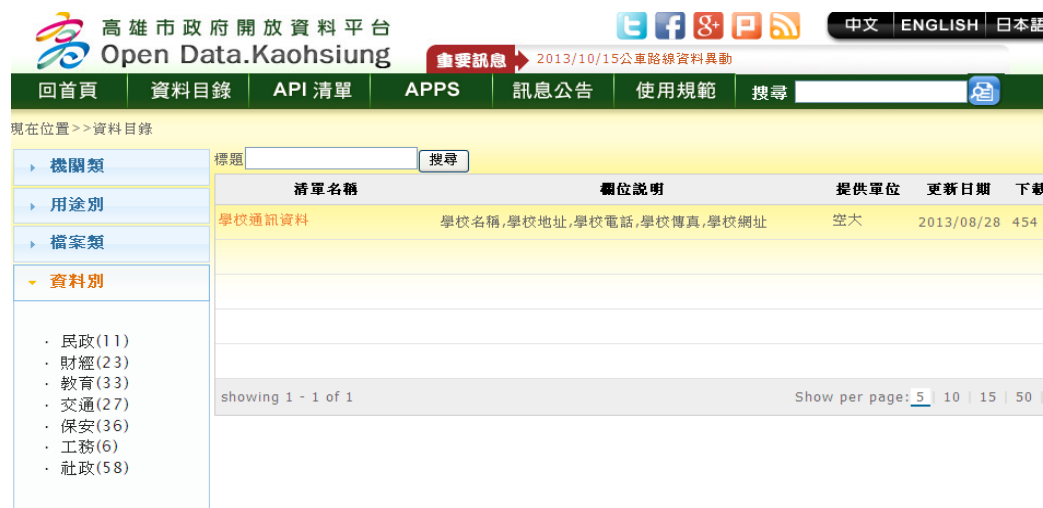 高雄市政府開放資料平台
Open Data.Kaohsiung
中文 ENGLISH 日本語
重要訊息 2013/10/15公車路線資料異動
回首頁 資料目錄 API 清單 APPS 訊息公告 使用規範 搜尋
現在位置>>資料目錄
機關類
用途別
檔案類
資料別
· 民政(11)
· 財經(23)
· 教育(33)
· 交通(27)
· 保安(36)
· 工務(6)
· 社政(58)
標題 搜尋
清單名稱 欄位說明 提供單位 更新日期 下載
學校通訊資料 學校名稱,學校地址,學校電話,學校傳真,學校網址 空大 2013/08/28 454
showing 1 - 1 of 1 Show per page: 5 | 10 | 15 | 50 |